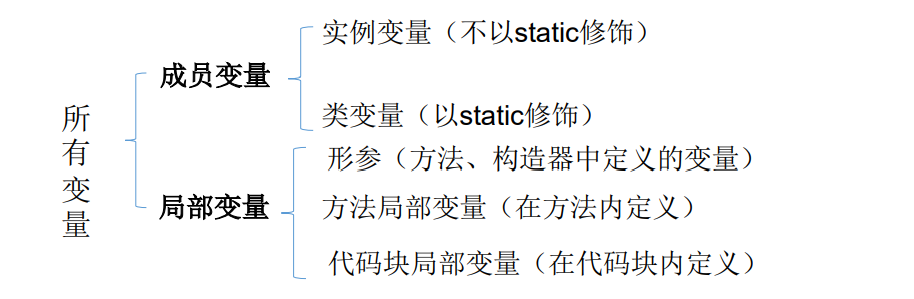 所有变量
成员变量
实例变量（不以static修饰）
类变量（以static修饰）
局部变量
形参（方法、构造器中定义的变量）
方法局部变量（在方法内定义）
代码块局部变量（在代码块内定义）